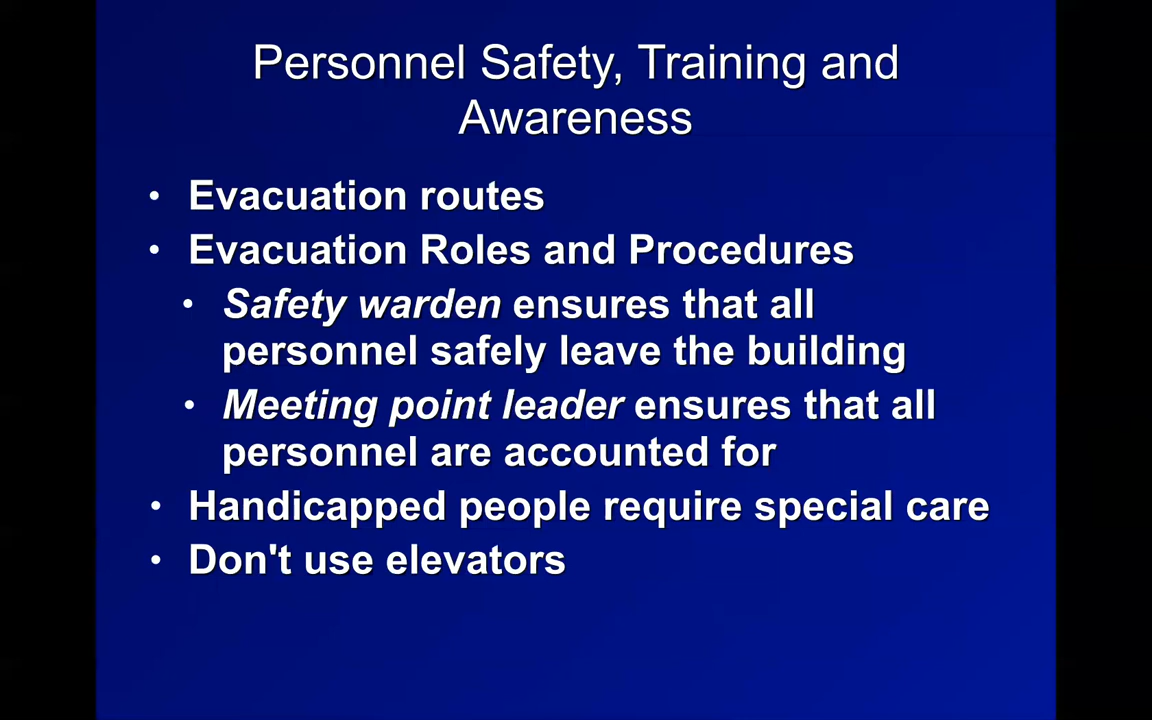 Personnel Safety, Training and
Awareness
• Evacuation routes
• Evacuation Roles and Procedures
• Safety warden ensures that all
personnel safely leave the building
• Meeting point leader ensures that all
personnel are accounted for
• Handicapped people require special care
• Don't use elevators